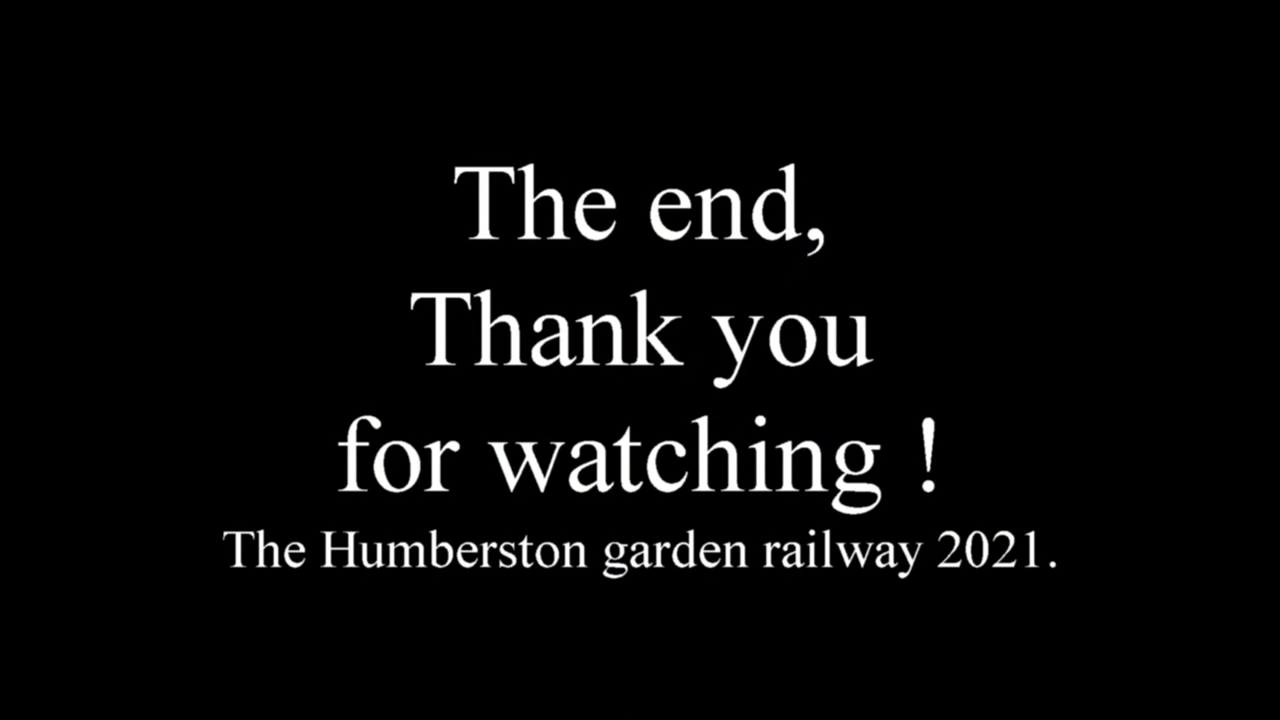 The end,
Thank you
for watching !
The Humberston garden railway 2021.